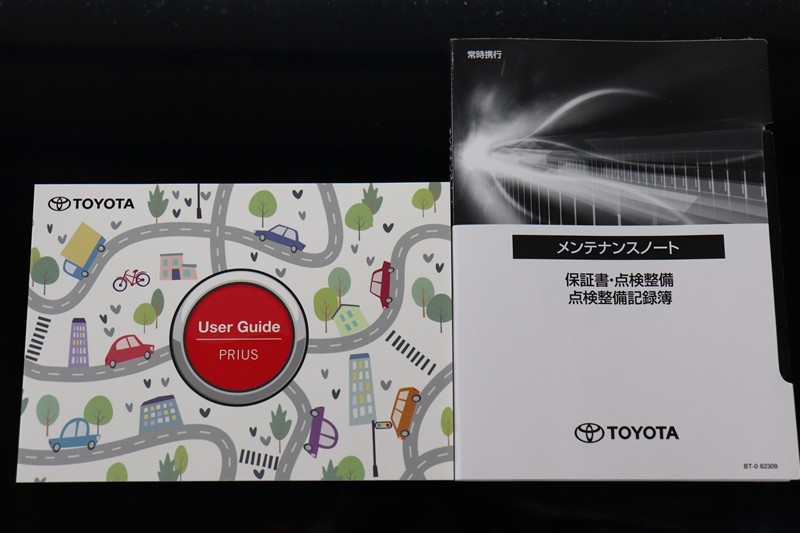 TOYOTA
User Guide
PRIUS
常時携行
メンテナンスノート
保証書・点検整備
点検整備記録簿
TOYOTA
BT-0 62309